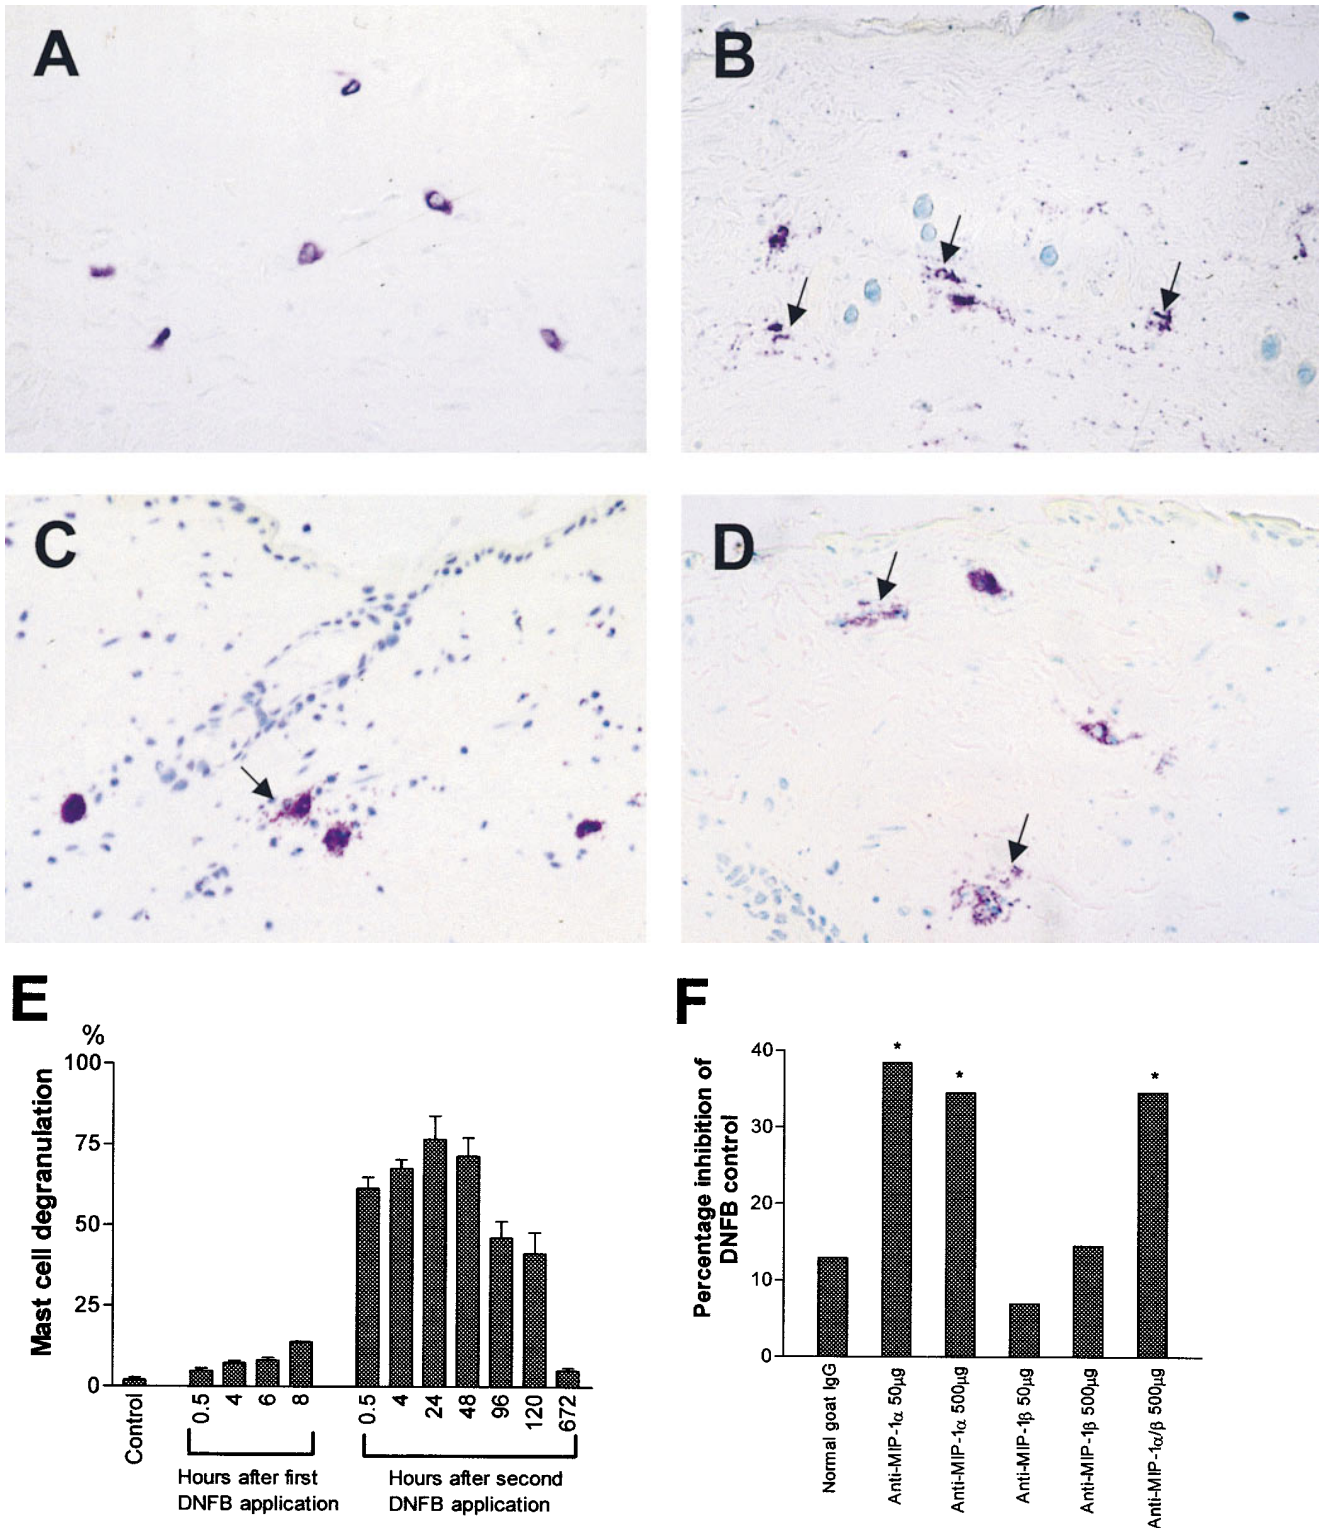 A
B
C
D
E
%
100
75
50
25
0
Mast cell degranulation
Control
0.5
4
6
8
0.5
4
24
48
96
120
672
Hours after first
DNFB application
Hours after second
DNFB application
F
Percentage inhibition of
DNFB control
40
30
20
10
0
*
*
*
Normal goat IgG
Anti-MIP-1α 50µg
Anti-MIP-1α 500µg
Anti-MIP-1β 50µg
Anti-MIP-1β 500µg
Anti-MIP-1α/β 500µg